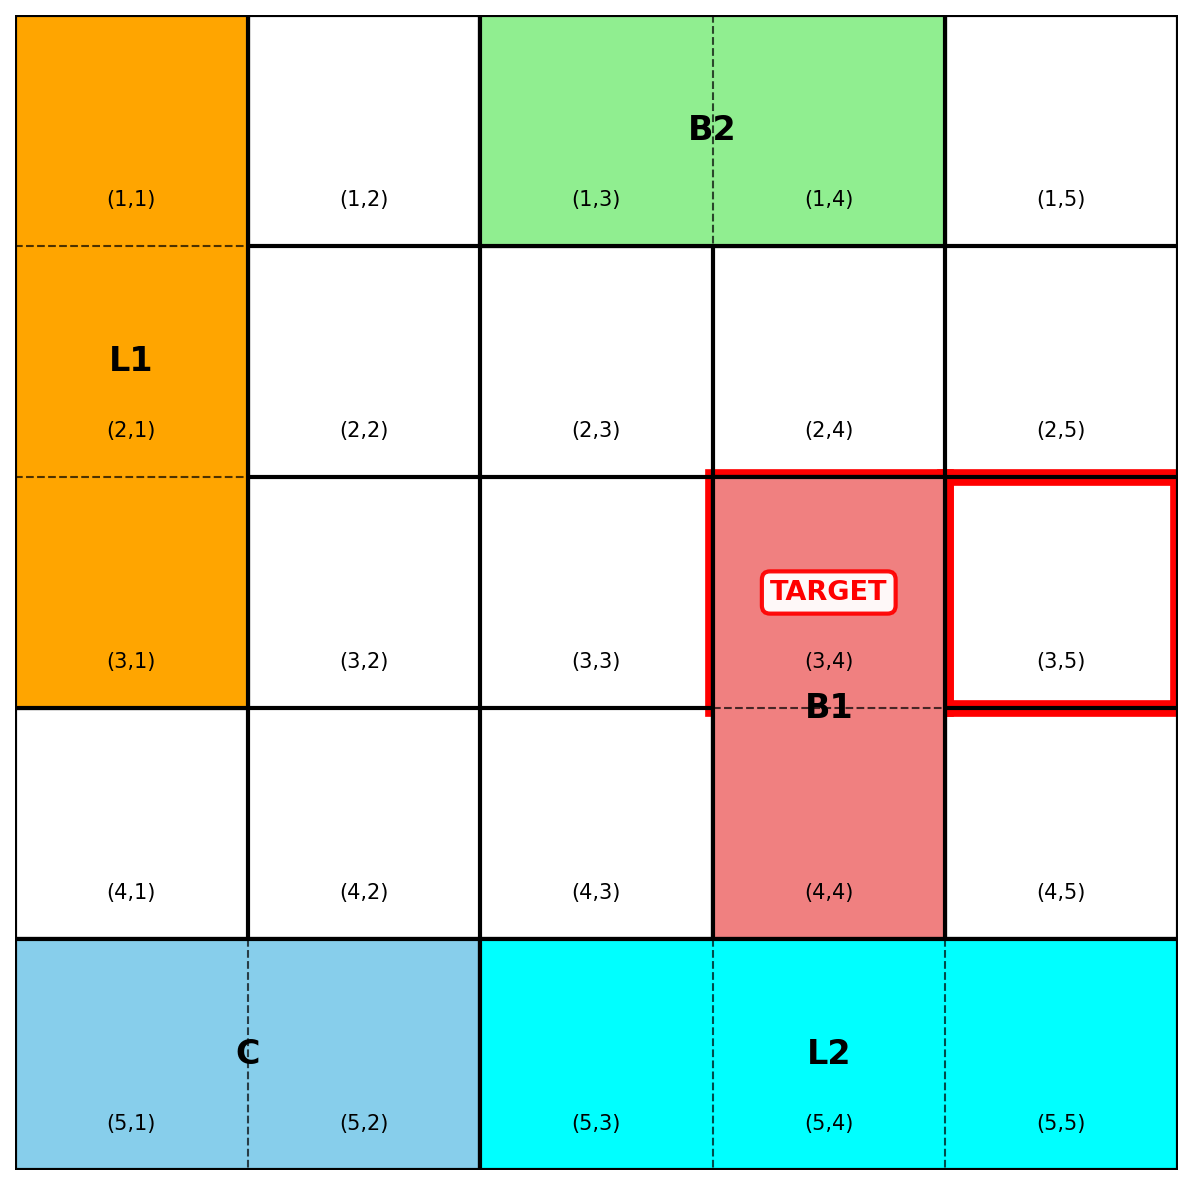 B2
(1,1) (1,2) (1,3) (1,4) (1,5)
L1
(2,1) (2,2) (2,3) (2,4) (2,5)
TARGET
(3,1) (3,2) (3,3) (3,4) (3,5)
B1
(4,1) (4,2) (4,3) (4,4) (4,5)
C L2
(5,1) (5,2) (5,3) (5,4) (5,5)